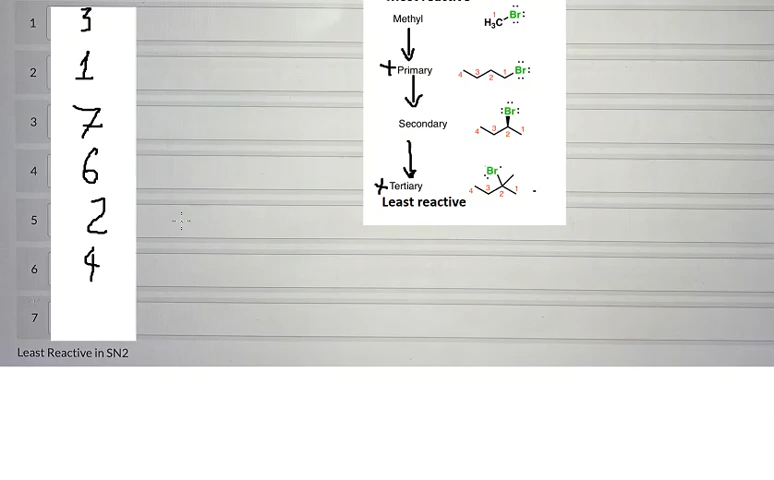 1 3
Methyl
1
H3C Br
2 1
Primary
4 3 2 1 Br
3 7
Secondary
Br
4 3 2 1
4 6
Tertiary
Br
4 3 2 1
Least reactive
5 2
6 4
7
Least Reactive in SN2